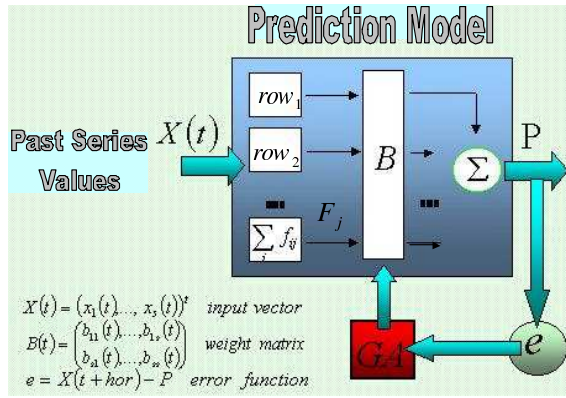 Prediction Model
Past Series
Values
X(t)
row₁
row₂
...
∑ᵢ fᵢⱼ
Fⱼ
B
...
Σ
P
GA
e
X(t) = (x₁(t),..., xₛ(t))ᵗ input vector
B(t) = (b₁₁(t),...,b₁ₛ(t)
bₛ₁(t),...,bₛₛ(t)) weight matrix
e = X(t + hor) − P error function